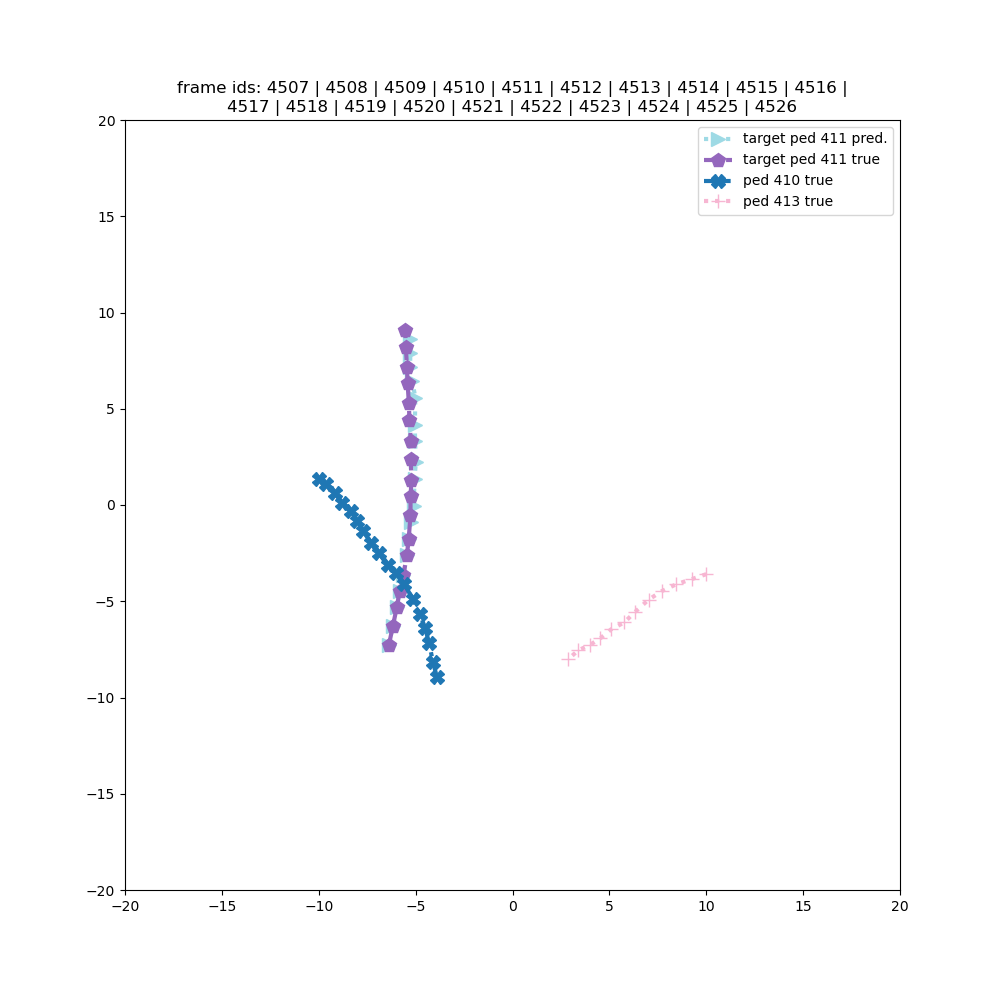 frame ids: 4507 | 4508 | 4509 | 4510 | 4511 | 4512 | 4513 | 4514 | 4515 | 4516 |
4517 | 4518 | 4519 | 4520 | 4521 | 4522 | 4523 | 4524 | 4525 | 4526
target ped 411 pred.
target ped 411 true
ped 410 true
ped 413 true
20
15
10
5
0
−5
−10
−15
−20
−20 −15 −10 −5 0 5 10 15 20